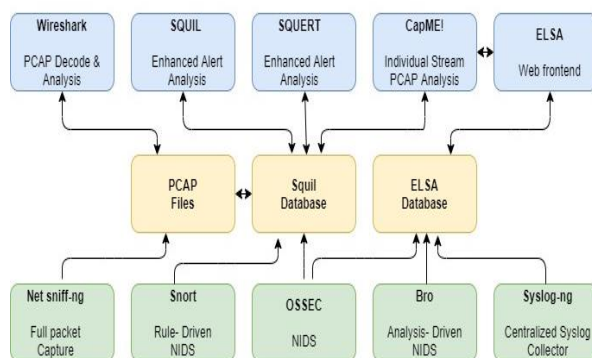 Wireshark
PCAP Decode &
Analysis
SQUIL
Enhanced Alert
Analysis
SQUERT
Enhanced Alert
Analysis
CapME!
Individual Stream
PCAP Analysis
ELSA
Web frontend
PCAP
Files
Squil
Database
ELSA
Database
Net sniff-ng
Full packet
Capture
Snort
Rule- Driven
NIDS
OSSEC
NIDS
Bro
Analysis- Driven
NIDS
Syslog-ng
Centralized Syslog
Collector